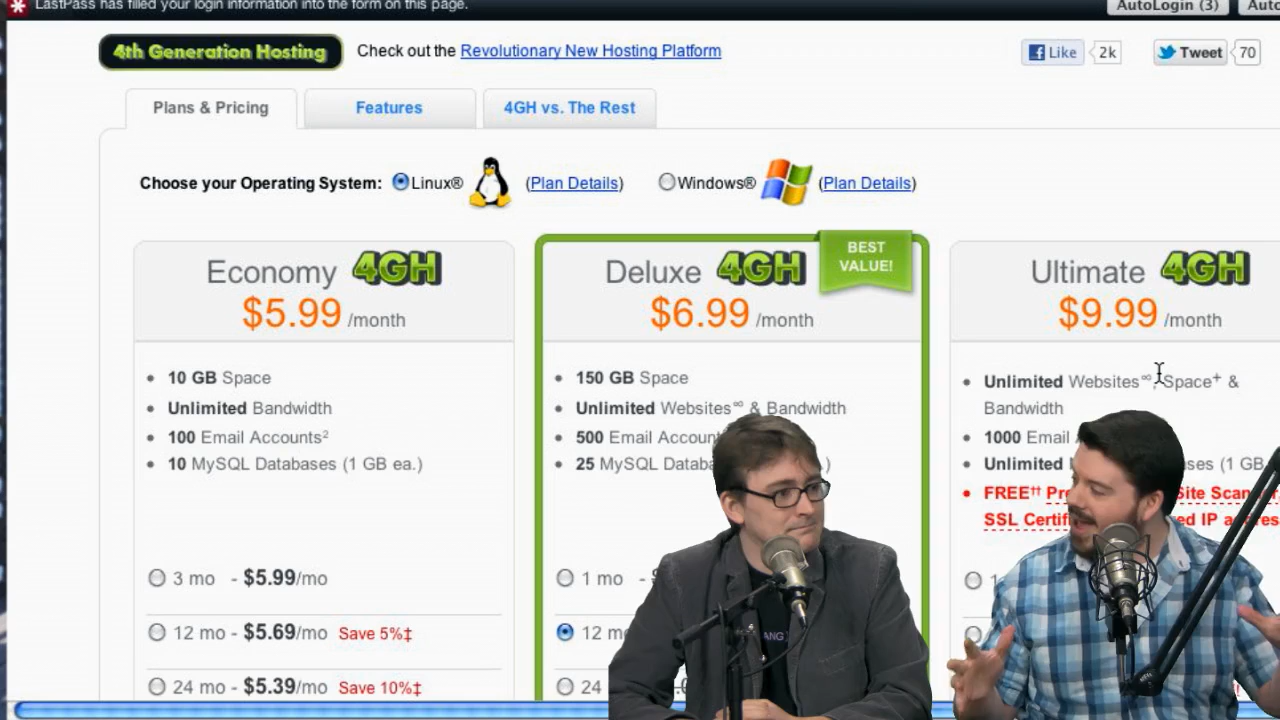 LastPass has filled your login information into the form on this page.
AutoLogin (3)
4th Generation Hosting
Check out the Revolutionary New Hosting Platform
Like
2k
Tweet
70
Plans & Pricing
Features
4GH vs. The Rest
Choose your Operating System:
Linux®
(Plan Details)
Windows®
(Plan Details)
Economy 4GH
$5.99 /month
10 GB Space
Unlimited Bandwidth
100 Email Accounts²
10 MySQL Databases (1 GB ea.)
3 mo - $5.99/mo
12 mo - $5.69/mo Save 5%‡
24 mo - $5.39/mo Save 10%‡
Deluxe 4GH
BEST
VALUE!
$6.99 /month
150 GB Space
Unlimited Websites∞ & Bandwidth
500 Email
25 MySQL
1 mo -
12
24
Ultimate 4GH
$9.99 /month
Unlimited Websites∞, Space+ &
Bandwidth
1000 Email
Unlimited (1 GB
FREE†† Site
SSL IP